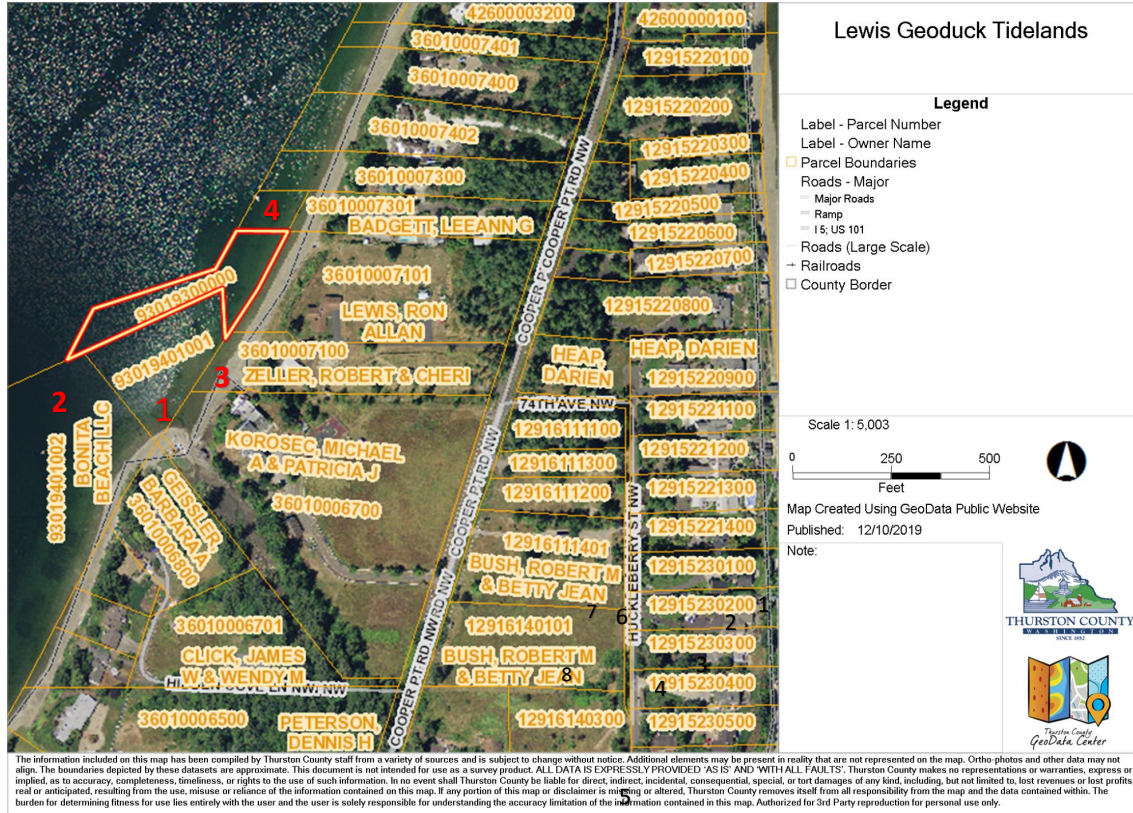 Lewis Geoduck Tidelands
Legend
Label - Parcel Number
Label - Owner Name
Parcel Boundaries
Roads - Major
Major Roads
Ramp
I 5; US 101
Roads (Large Scale)
Railroads
County Border
Scale 1: 5,003
0 250 500
Feet
Map Created Using GeoData Public Website
Published: 12/10/2019
Note:
THURSTON COUNTY
WASHINGTON
SINCE 1852
Thurston County
GeoData Center
42600003200
36010007401
36010007400
36010007402
36010007300
36010007301
BADGETT, LEEANN G
36010007101
LEWIS, RON
ALLAN
36010007100
ZELLER, ROBERT & CHERI
KOROSEC, MICHAEL
A & PATRICIA J
36010006700
4
93019300000
93019401001
3
2
1
93019401002
BONITA
BEACH LLC
GEISSLER,
BARBARA A
36010006800
36010006701
CLICK, JAMES
W & WENDY M
36010006500
PETERSON,
DENNIS H
COOPER PT RD NW
COOPER PT RD NW
COOPER PT RD NW
42600000100
12915220100
12915220200
12915220300
12915220400
12915220500
12915220600
12915220700
12915220800
HEAP,
DARIEN
HEAP, DARIEN
12915220900
74TH AVE NW
12915221100
12916111100
12915221200
12916111300
12915221300
12916111200
12915221400
12916111401
BUSH, ROBERT M
& BETTY JEAN
HUCKLEBERRY ST NW
12915230100
12915230200
1
2
7
6
12916140101
12915230300
BUSH, ROBERT M
& BETTY JEAN
8
3
12915230400
4
12916140300
12915230500
5
The information included on this map has been compiled by Thurston County staff from a variety of sources and is subject to change without notice. Additional elements may be present in reality that are not represented on the map. Ortho-photos and other data may not
align. The boundaries depicted by these datasets are approximate. This document is not intended for use as a survey product. ALL DATA IS EXPRESSLY PROVIDED 'AS IS' AND 'WITH ALL FAULTS'. Thurston County makes no representations or warranties, express or
implied, as to accuracy, completeness, timeliness, or rights to the use of such information. In no event shall Thurston County be liable for direct, indirect, incidental, consequential, special, or tort damages of any kind, including, but not limited to, lost revenues or lost profits,
real or anticipated, resulting from the use, misuse or reliance of the information contained on this map. If any portion of this map or disclaimer is missing or altered, Thurston County removes itself from all responsibility from the map and the data contained within. The
burden for determining fitness for use lies entirely with the user and the user is solely responsible for understanding the accuracy limitation of the information contained in this map. Authorized for 3rd Party reproduction for personal use only.